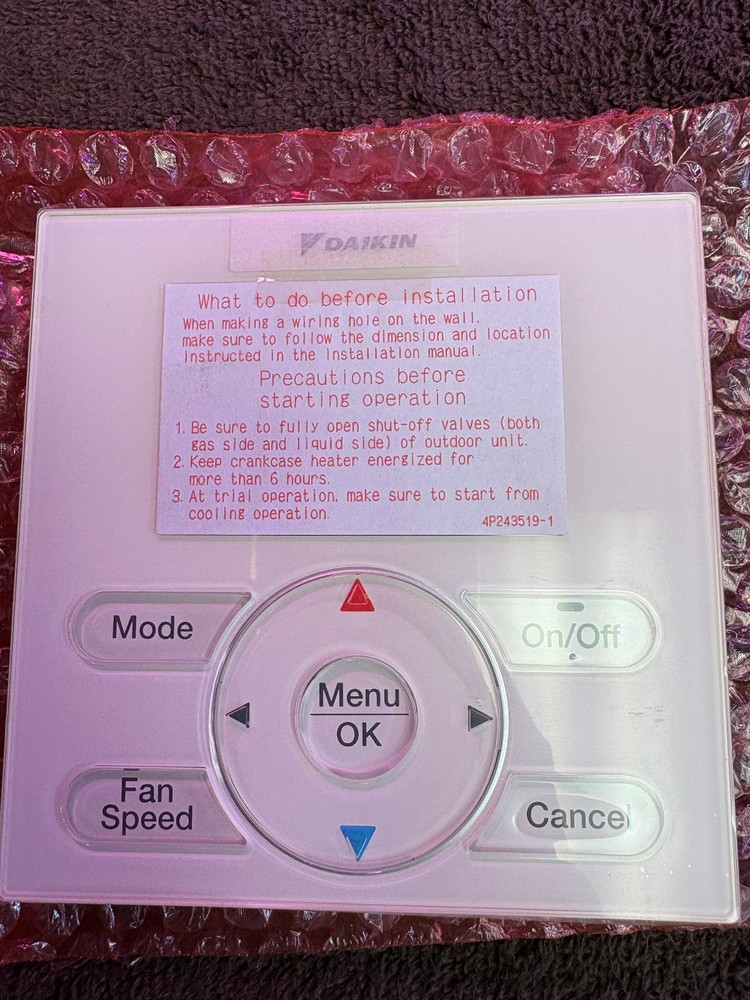 DAIKIN
What to do before installation
When making a wiring hole on the wall,
make sure to follow the dimension and location
instructed in the installation manual.
Precautions before
starting operation
1. Be sure to fully open shut-off valves (both
gas side and liquid side) of outdoor unit.
2. Keep crankcase heater energized for
more than 6 hours.
3. At trial operation, make sure to start from
cooling operation.
4P243519-1
Mode
On/Off
Menu
OK
Fan
Speed
Cancel